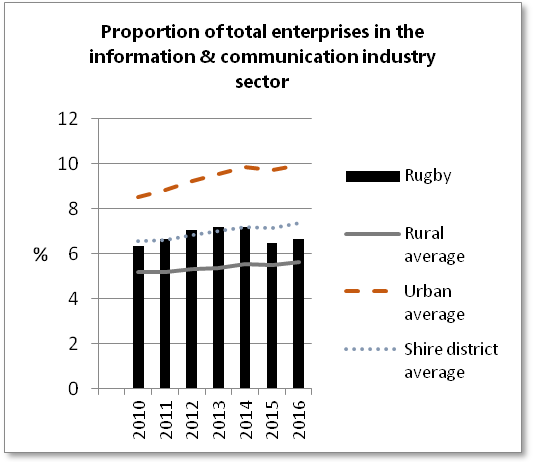 Proportion of total enterprises in the
information & communication industry
sector
12
10
8
6
4
2
0
%
2010
2011
2012
2013
2014
2015
2016
Rugby
Rural
average
Urban
average
Shire district
average